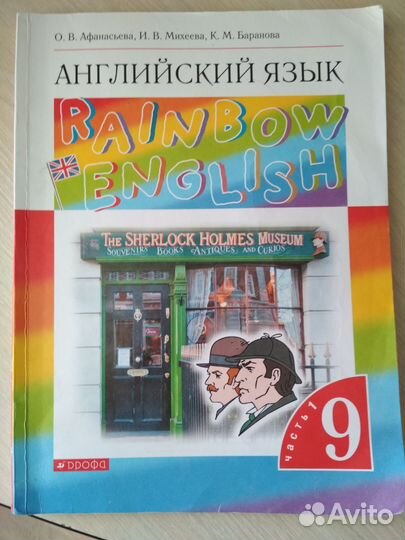 О. В. Афанасьева, И. В. Михеева, К. М. Баранова
АНГЛИЙСКИЙ ЯЗЫК
RAINBOW
ENGLISH
THE SHERLOCK HOLMES MUSEUM
SOUVENIRS BOOKS ANTIQUES AND CURIOS
часть 1
9
ДРОФА
Avito